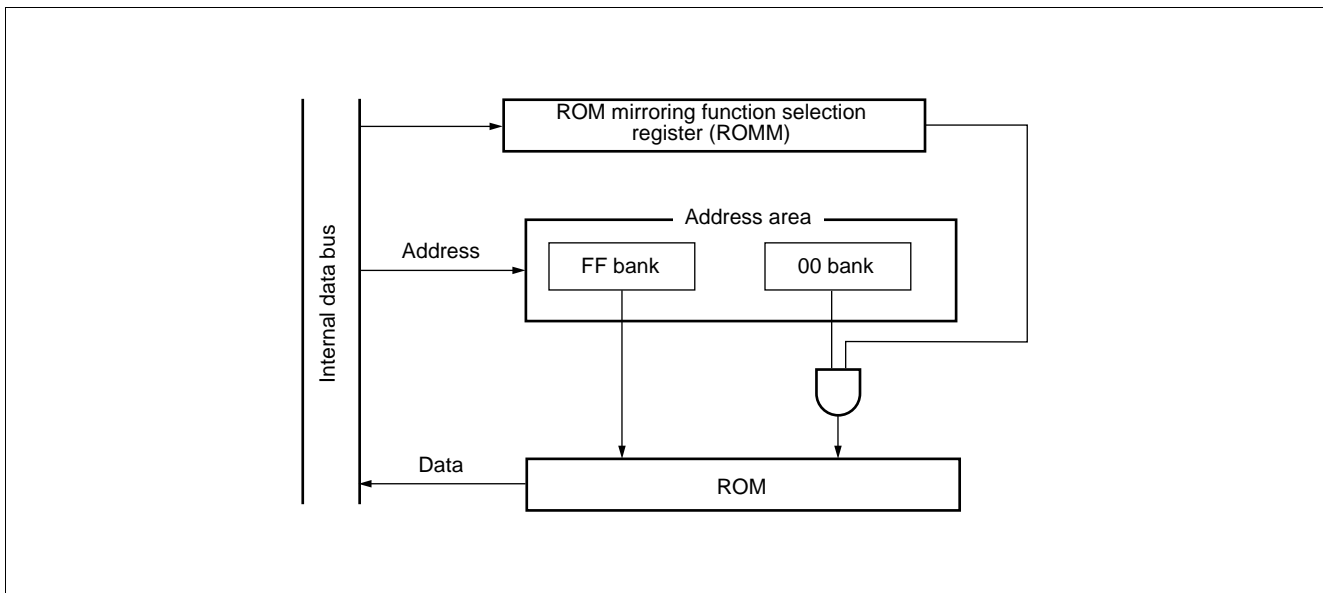 ROM mirroring function selection
register (ROMM)
Address area
Address
FF bank
00 bank
Internal data bus
Data
ROM